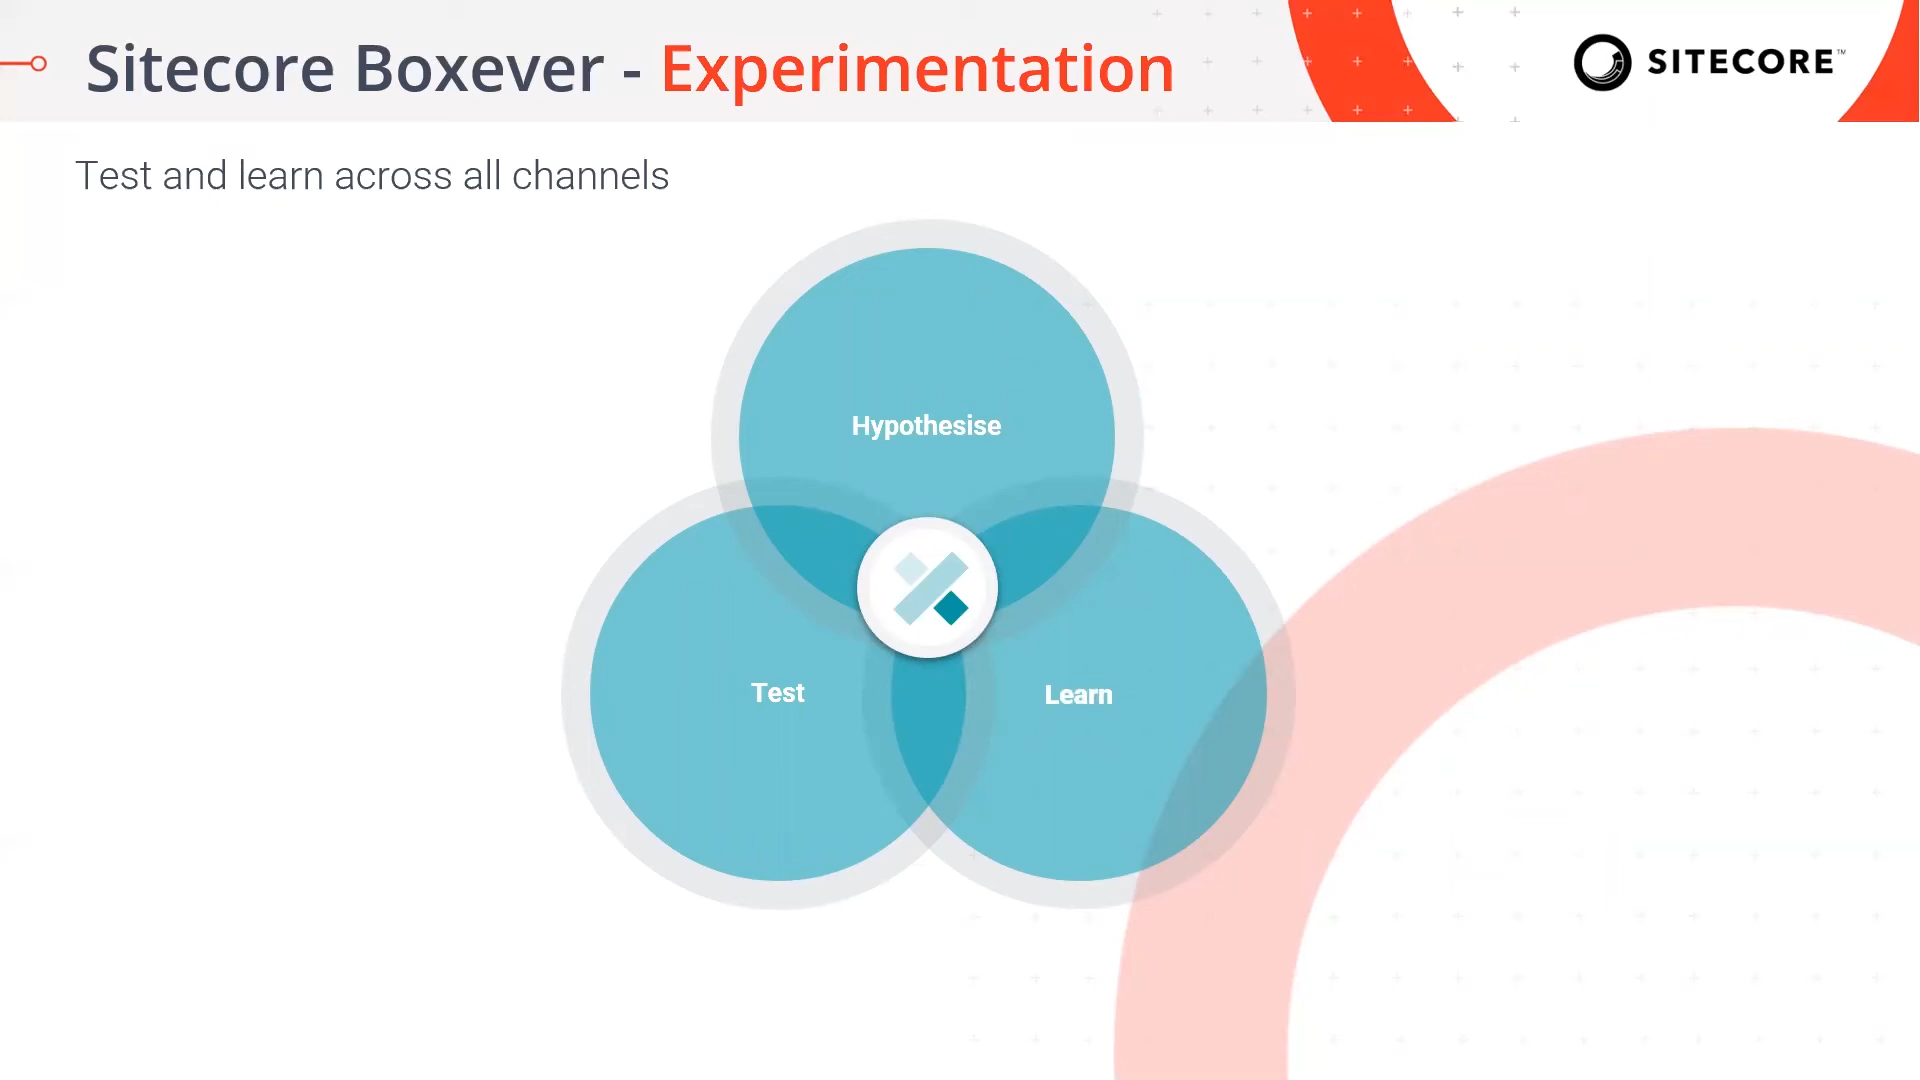 Sitecore Boxever - Experimentation
SITECORE™
Test and learn across all channels
Hypothesise
Test
Learn